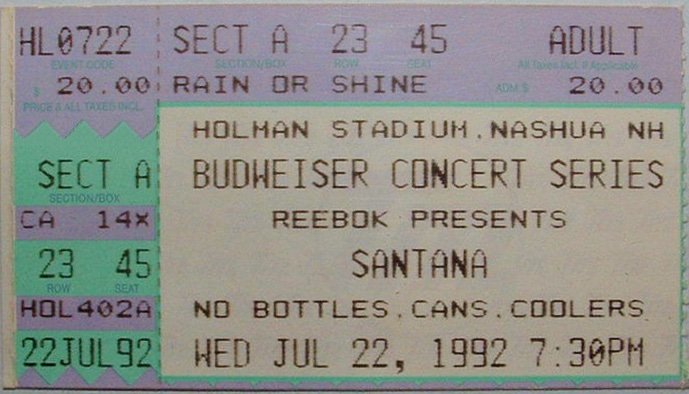 HL0722 SECT A 23 45 ADULT
EVENT CODE SECTION/BOX ROW SEAT All Taxes Incl. If Applicable
$ 20.00 RAIN OR SHINE ADM.$ 20.00
PRICE & ALL TAXES INCL.
HOLMAN STADIUM,NASHUA NH
SECT A BUDWEISER CONCERT SERIES
SECTION/BOX
CA 14X REEBOK PRESENTS
23 45 SANTANA
ROW SEAT
HOL402A NO BOTTLES,CANS,COOLERS
22JUL92 WED JUL 22, 1992 7:30PM